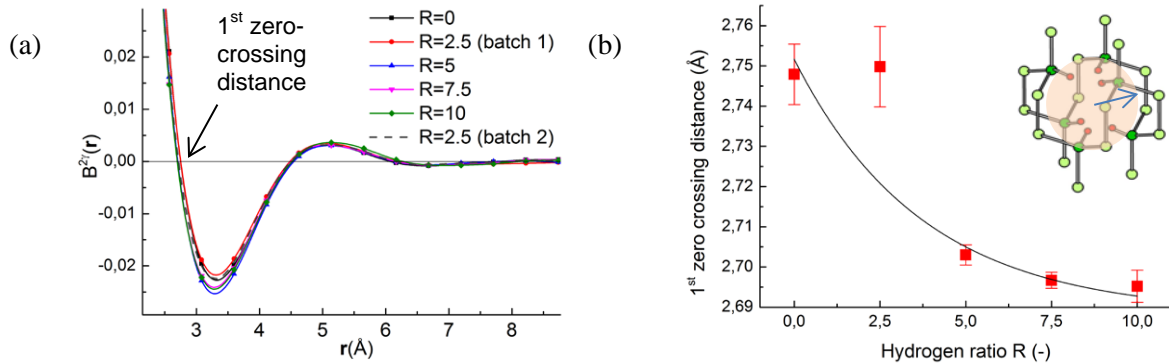 (a)
0,02
0,01
0,00
-0,01
-0,02
B²ᵞ(r)
1ˢᵗ zero-
crossing
distance
R=0
R=2.5 (batch 1)
R=5
R=7.5
R=10
R=2.5 (batch 2)
3 4 5 6 7 8
r(Å)
(b)
2,76
2,75
2,74
2,73
2,72
2,71
2,70
2,69
1ˢᵗ zero crossing distance (Å)
0,0 2,5 5,0 7,5 10,0
Hydrogen ratio R (-)